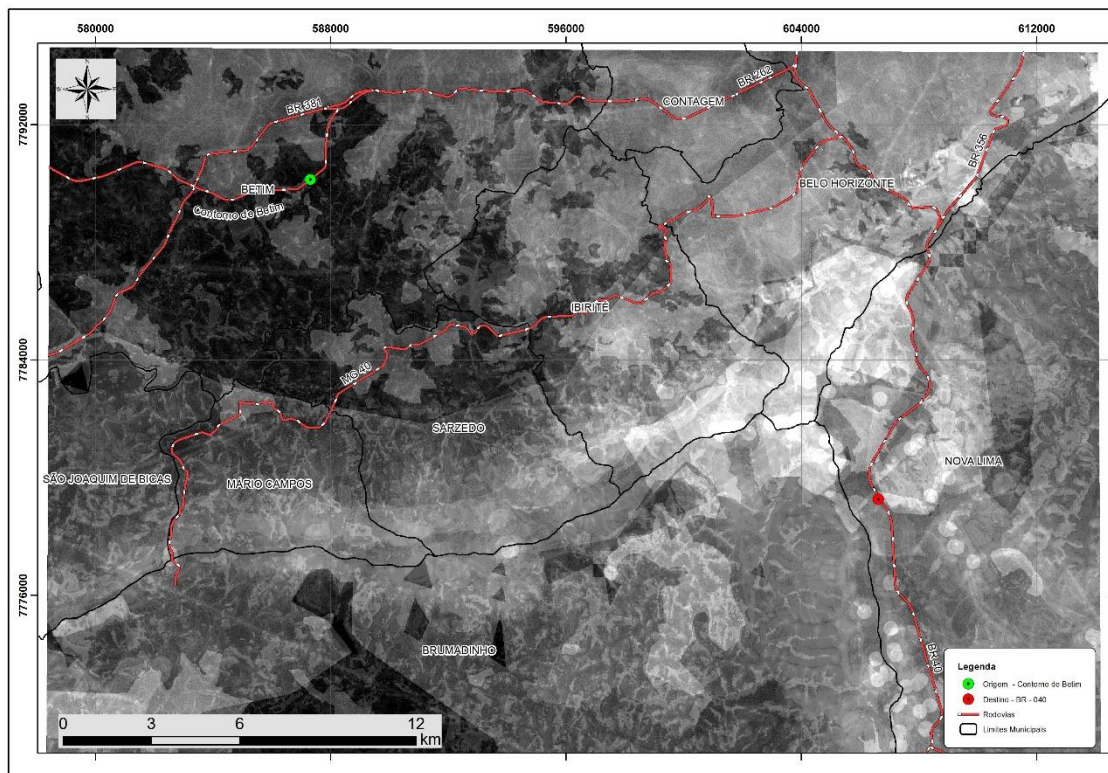 580000
588000
596000
604000
612000
N
BR 262
CONTAGEM
BR 381
7792000
BR 356
BETIM
BELO HORIZONTE
Contorno de Betim
IBIRITÉ
7784000
MG 40
SARZEDO
NOVA LIMA
SÃO JOAQUIM DE BICAS
MÁRIO CAMPOS
7776000
BRUMADINHO
BR 40
Legenda
Origem - Contorno de Betim
Destino - BR - 040
Rodovias
Limites Municipais
0
3
6
12
km